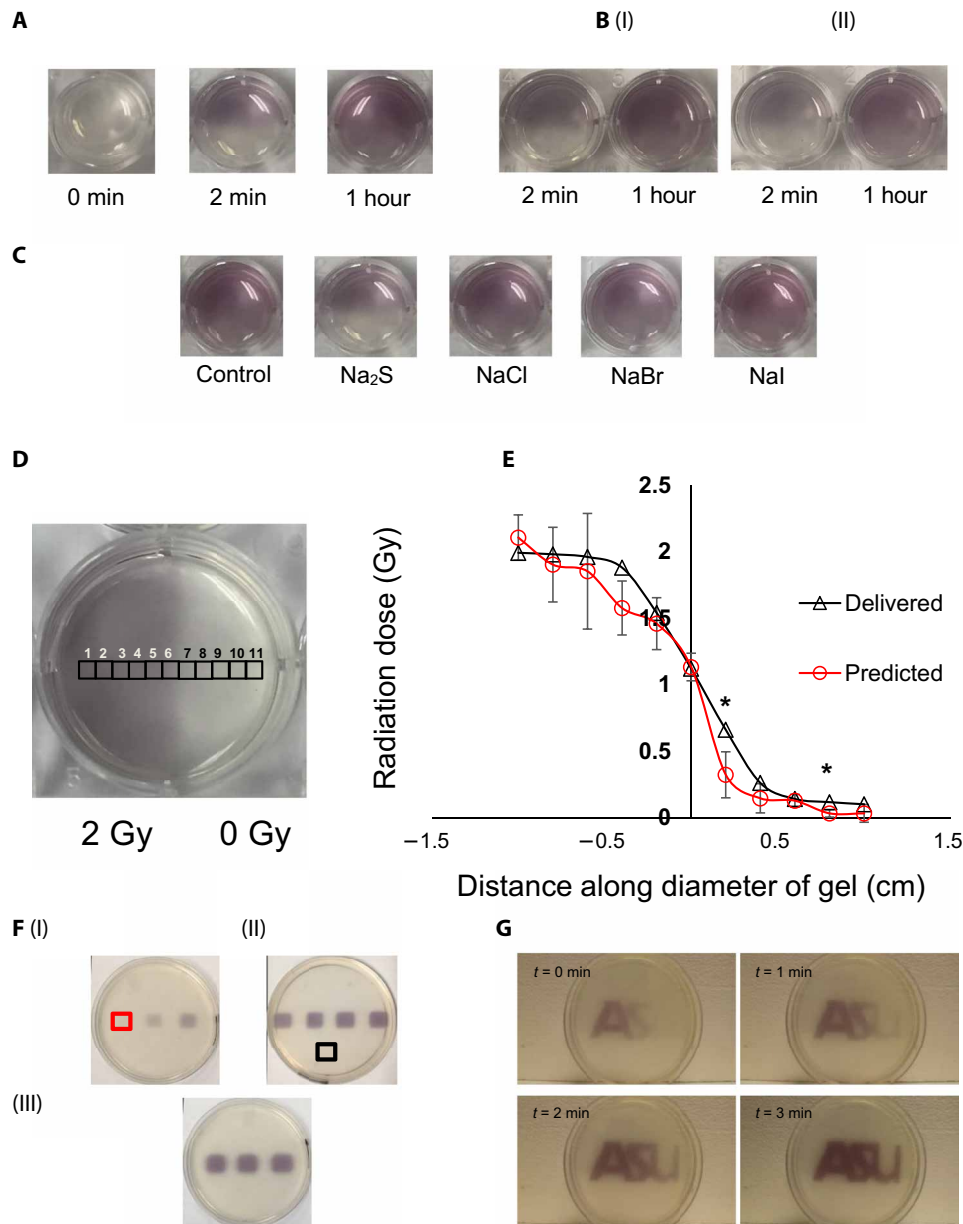 A
B (I)
(II)
0 min
2 min
1 hour
2 min
1 hour
2 min
1 hour
C
Control
Na₂S
NaCl
NaBr
NaI
D
1 2 3 4 5 6 7 8 9 10 11
2 Gy
0 Gy
E
Radiation dose (Gy)
2.5
2
1.5
1
0.5
0
−1.5
−0.5
0.5
1.5
*
*
Delivered
Predicted
Distance along diameter of gel (cm)
F (I)
(II)
(III)
G
t = 0 min
ASU
t = 1 min
ASU
t = 2 min
ASU
t = 3 min
ASU